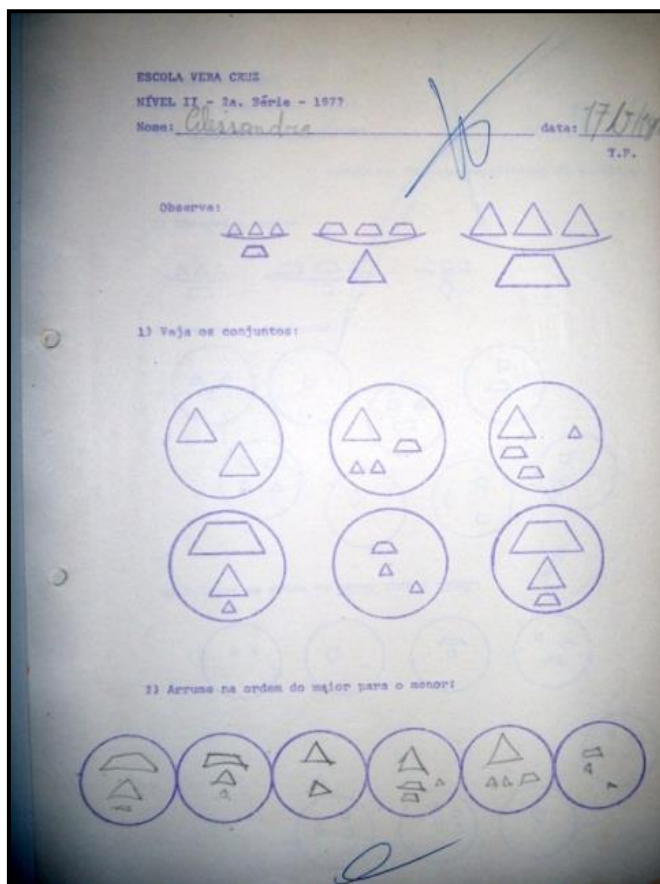 ESCOLA VERA CRUZ
NÍVEL II - 2a. Série - 1977
Nome: Alessandra data: 17
T.P.
Observe:
1) Veja os conjuntos:
2) Arrume na ordem do maior para o menor: